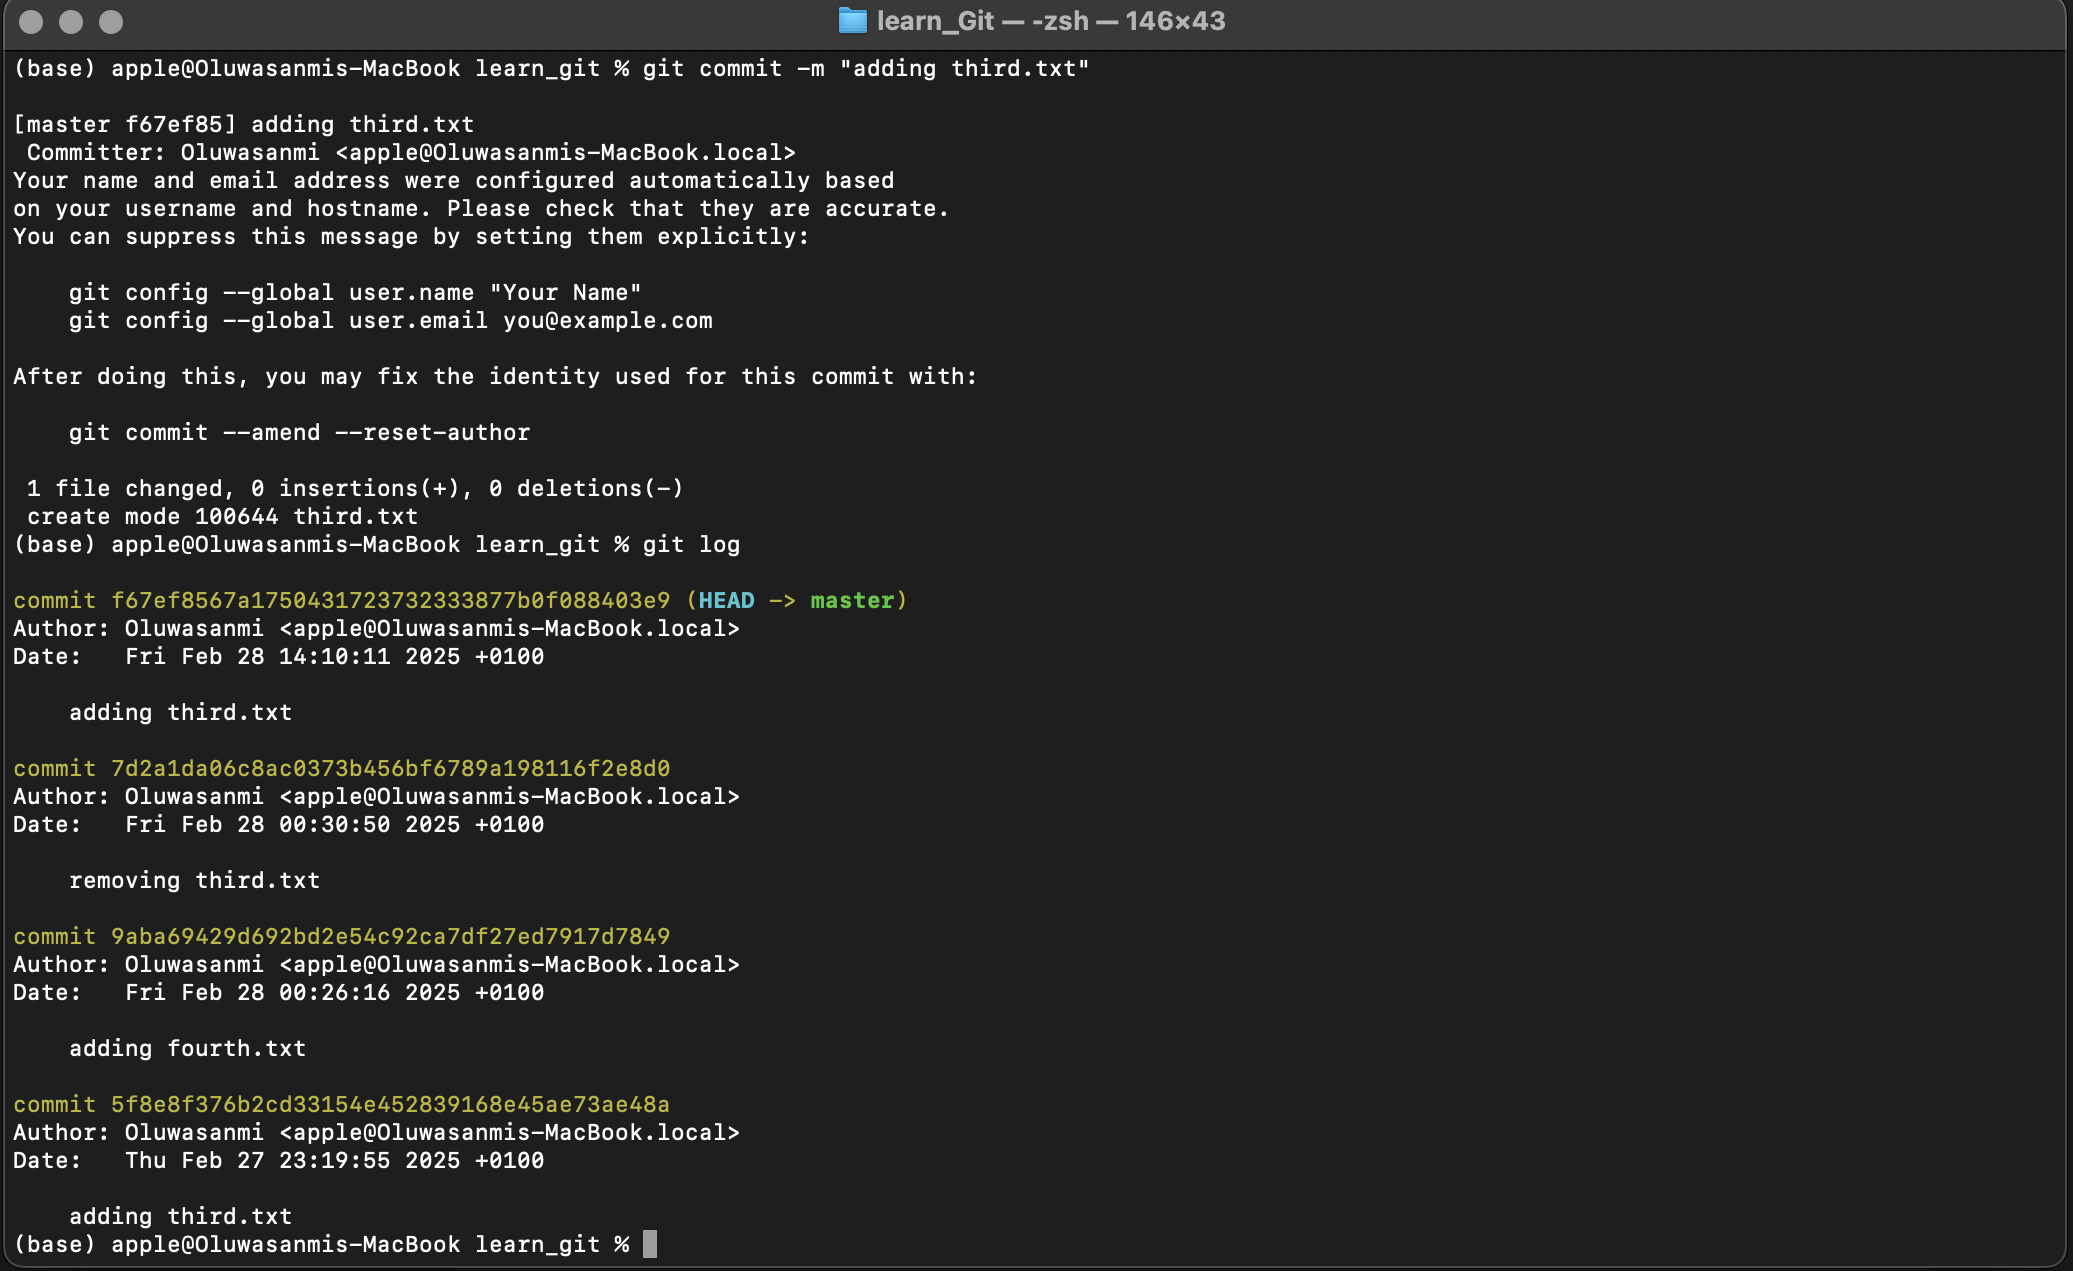 learn_Git — -zsh — 146×43
(base) apple@Oluwasanmis-MacBook learn_git % git commit -m "adding third.txt"
[master f67ef85] adding third.txt
Committer: Oluwasanmi <apple@Oluwasanmis-MacBook.local>
Your name and email address were configured automatically based
on your username and hostname. Please check that they are accurate.
You can suppress this message by setting them explicitly:
git config --global user.name "Your Name"
git config --global user.email you@example.com
After doing this, you may fix the identity used for this commit with:
git commit --amend --reset-author
1 file changed, 0 insertions(+), 0 deletions(-)
create mode 100644 third.txt
(base) apple@Oluwasanmis-MacBook learn_git % git log
commit f67ef8567a17504317237323​33877b0f088403e9 (HEAD -> master)
Author: Oluwasanmi <apple@Oluwasanmis-MacBook.local>
Date:   Fri Feb 28 14:10:11 2025 +0100
adding third.txt
commit 7d2a1da06c8ac0373b456bf6789a198116f2e8d0
Author: Oluwasanmi <apple@Oluwasanmis-MacBook.local>
Date:   Fri Feb 28 00:30:50 2025 +0100
removing third.txt
commit 9aba69429d692bd2e54c92ca7df27ed7917d7849
Author: Oluwasanmi <apple@Oluwasanmis-MacBook.local>
Date:   Fri Feb 28 00:26:16 2025 +0100
adding fourth.txt
commit 5f8e8f376b2cd33154e452839168e45ae73ae48a
Author: Oluwasanmi <apple@Oluwasanmis-MacBook.local>
Date:   Thu Feb 27 23:19:55 2025 +0100
adding third.txt
(base) apple@Oluwasanmis-MacBook learn_git %